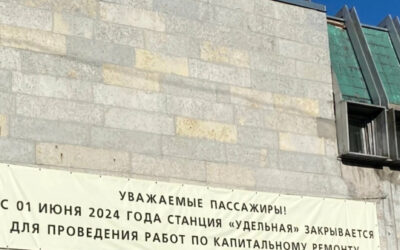 УВАЖАЕМЫЕ ПАССАЖИРЫ!
С 01 ИЮНЯ 2024 ГОДА СТАНЦИЯ «УДЕЛЬНАЯ» ЗАКРЫВАЕТСЯ
ДЛЯ ПРОВЕДЕНИЯ РАБОТ ПО КАПИТАЛЬНОМУ РЕМОНТУ